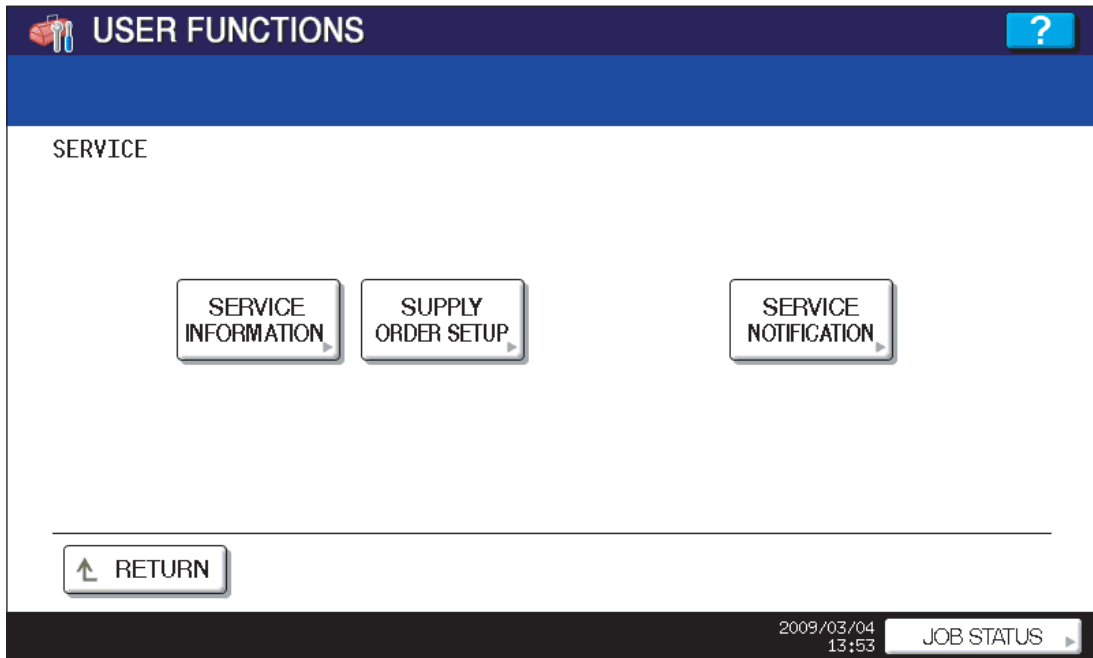 USER FUNCTIONS
?
SERVICE
SERVICE
INFORMATION
SUPPLY
ORDER SETUP
SERVICE
NOTIFICATION
RETURN
2009/03/04
13:53
JOB STATUS